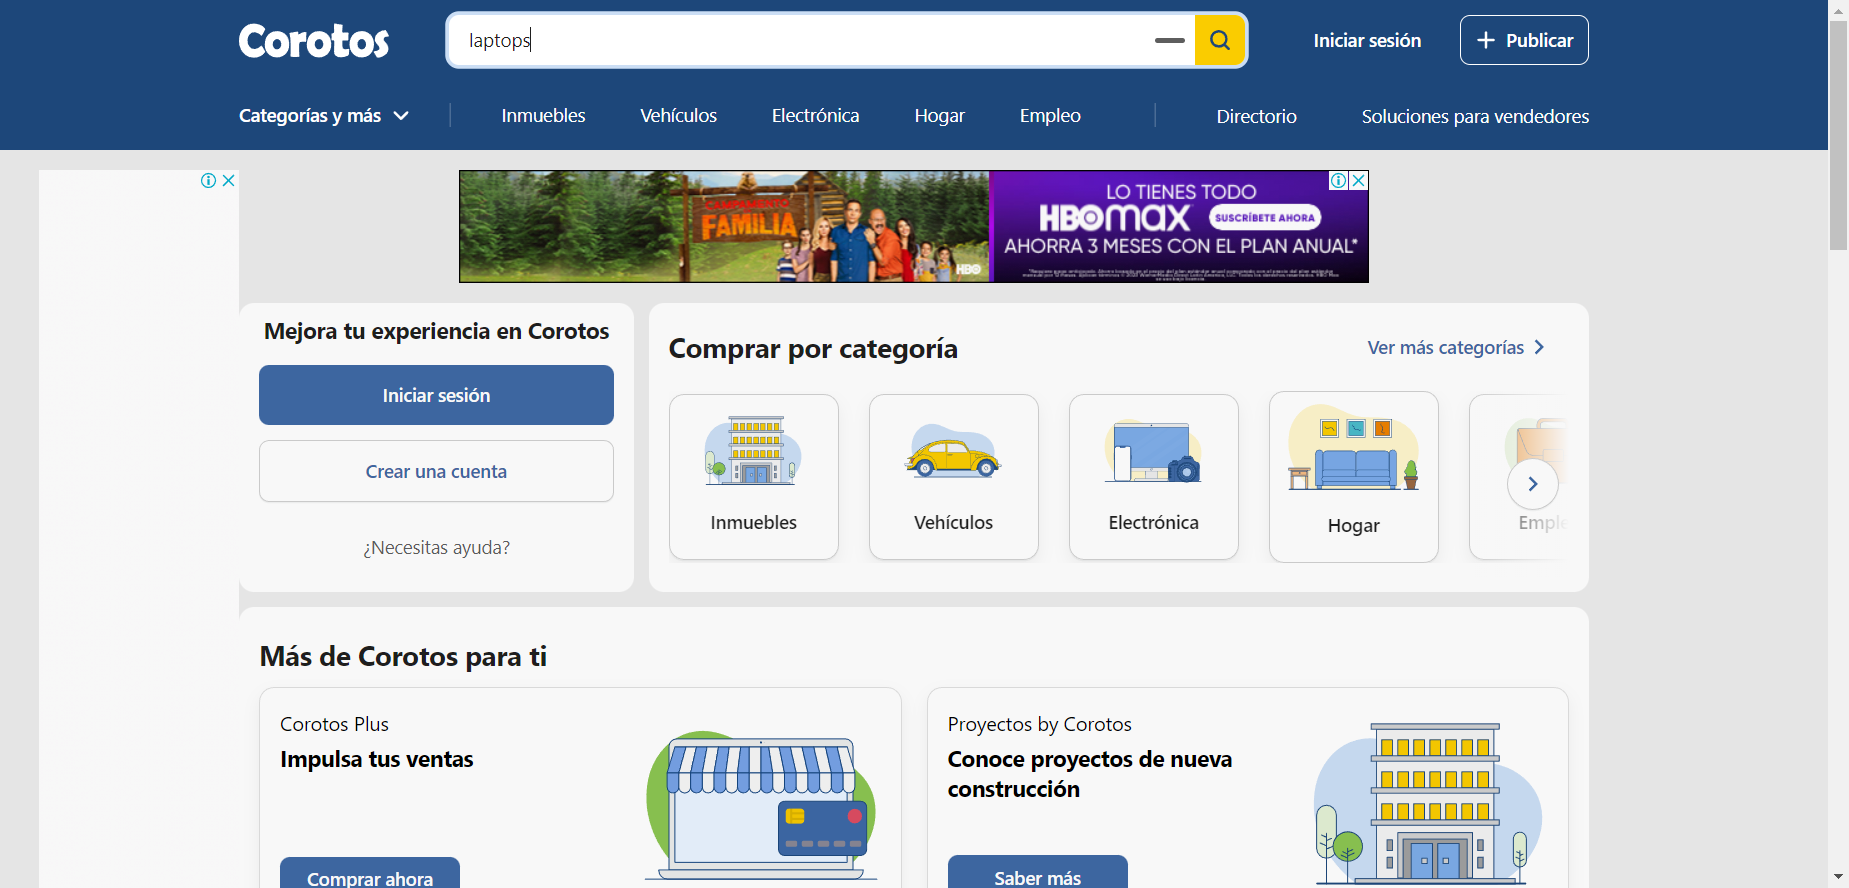 Corotos
laptops
Iniciar sesión
Publicar
Categorías y más
Inmuebles
Vehículos
Electrónica
Hogar
Empleo
Directorio
Soluciones para vendedores
CAMPAMENTO
FAMILIA
HBO
LO TIENES TODO
HBOmax
SUSCRÍBETE AHORA
AHORRA 3 MESES CON EL PLAN ANUAL*
Mejora tu experiencia en Corotos
Iniciar sesión
Crear una cuenta
¿Necesitas ayuda?
Comprar por categoría
Ver más categorías
Inmuebles
Vehículos
Electrónica
Hogar
Emple
Más de Corotos para ti
Corotos Plus
Impulsa tus ventas
Comprar ahora
Proyectos by Corotos
Conoce proyectos de nueva
construcción
Saber más